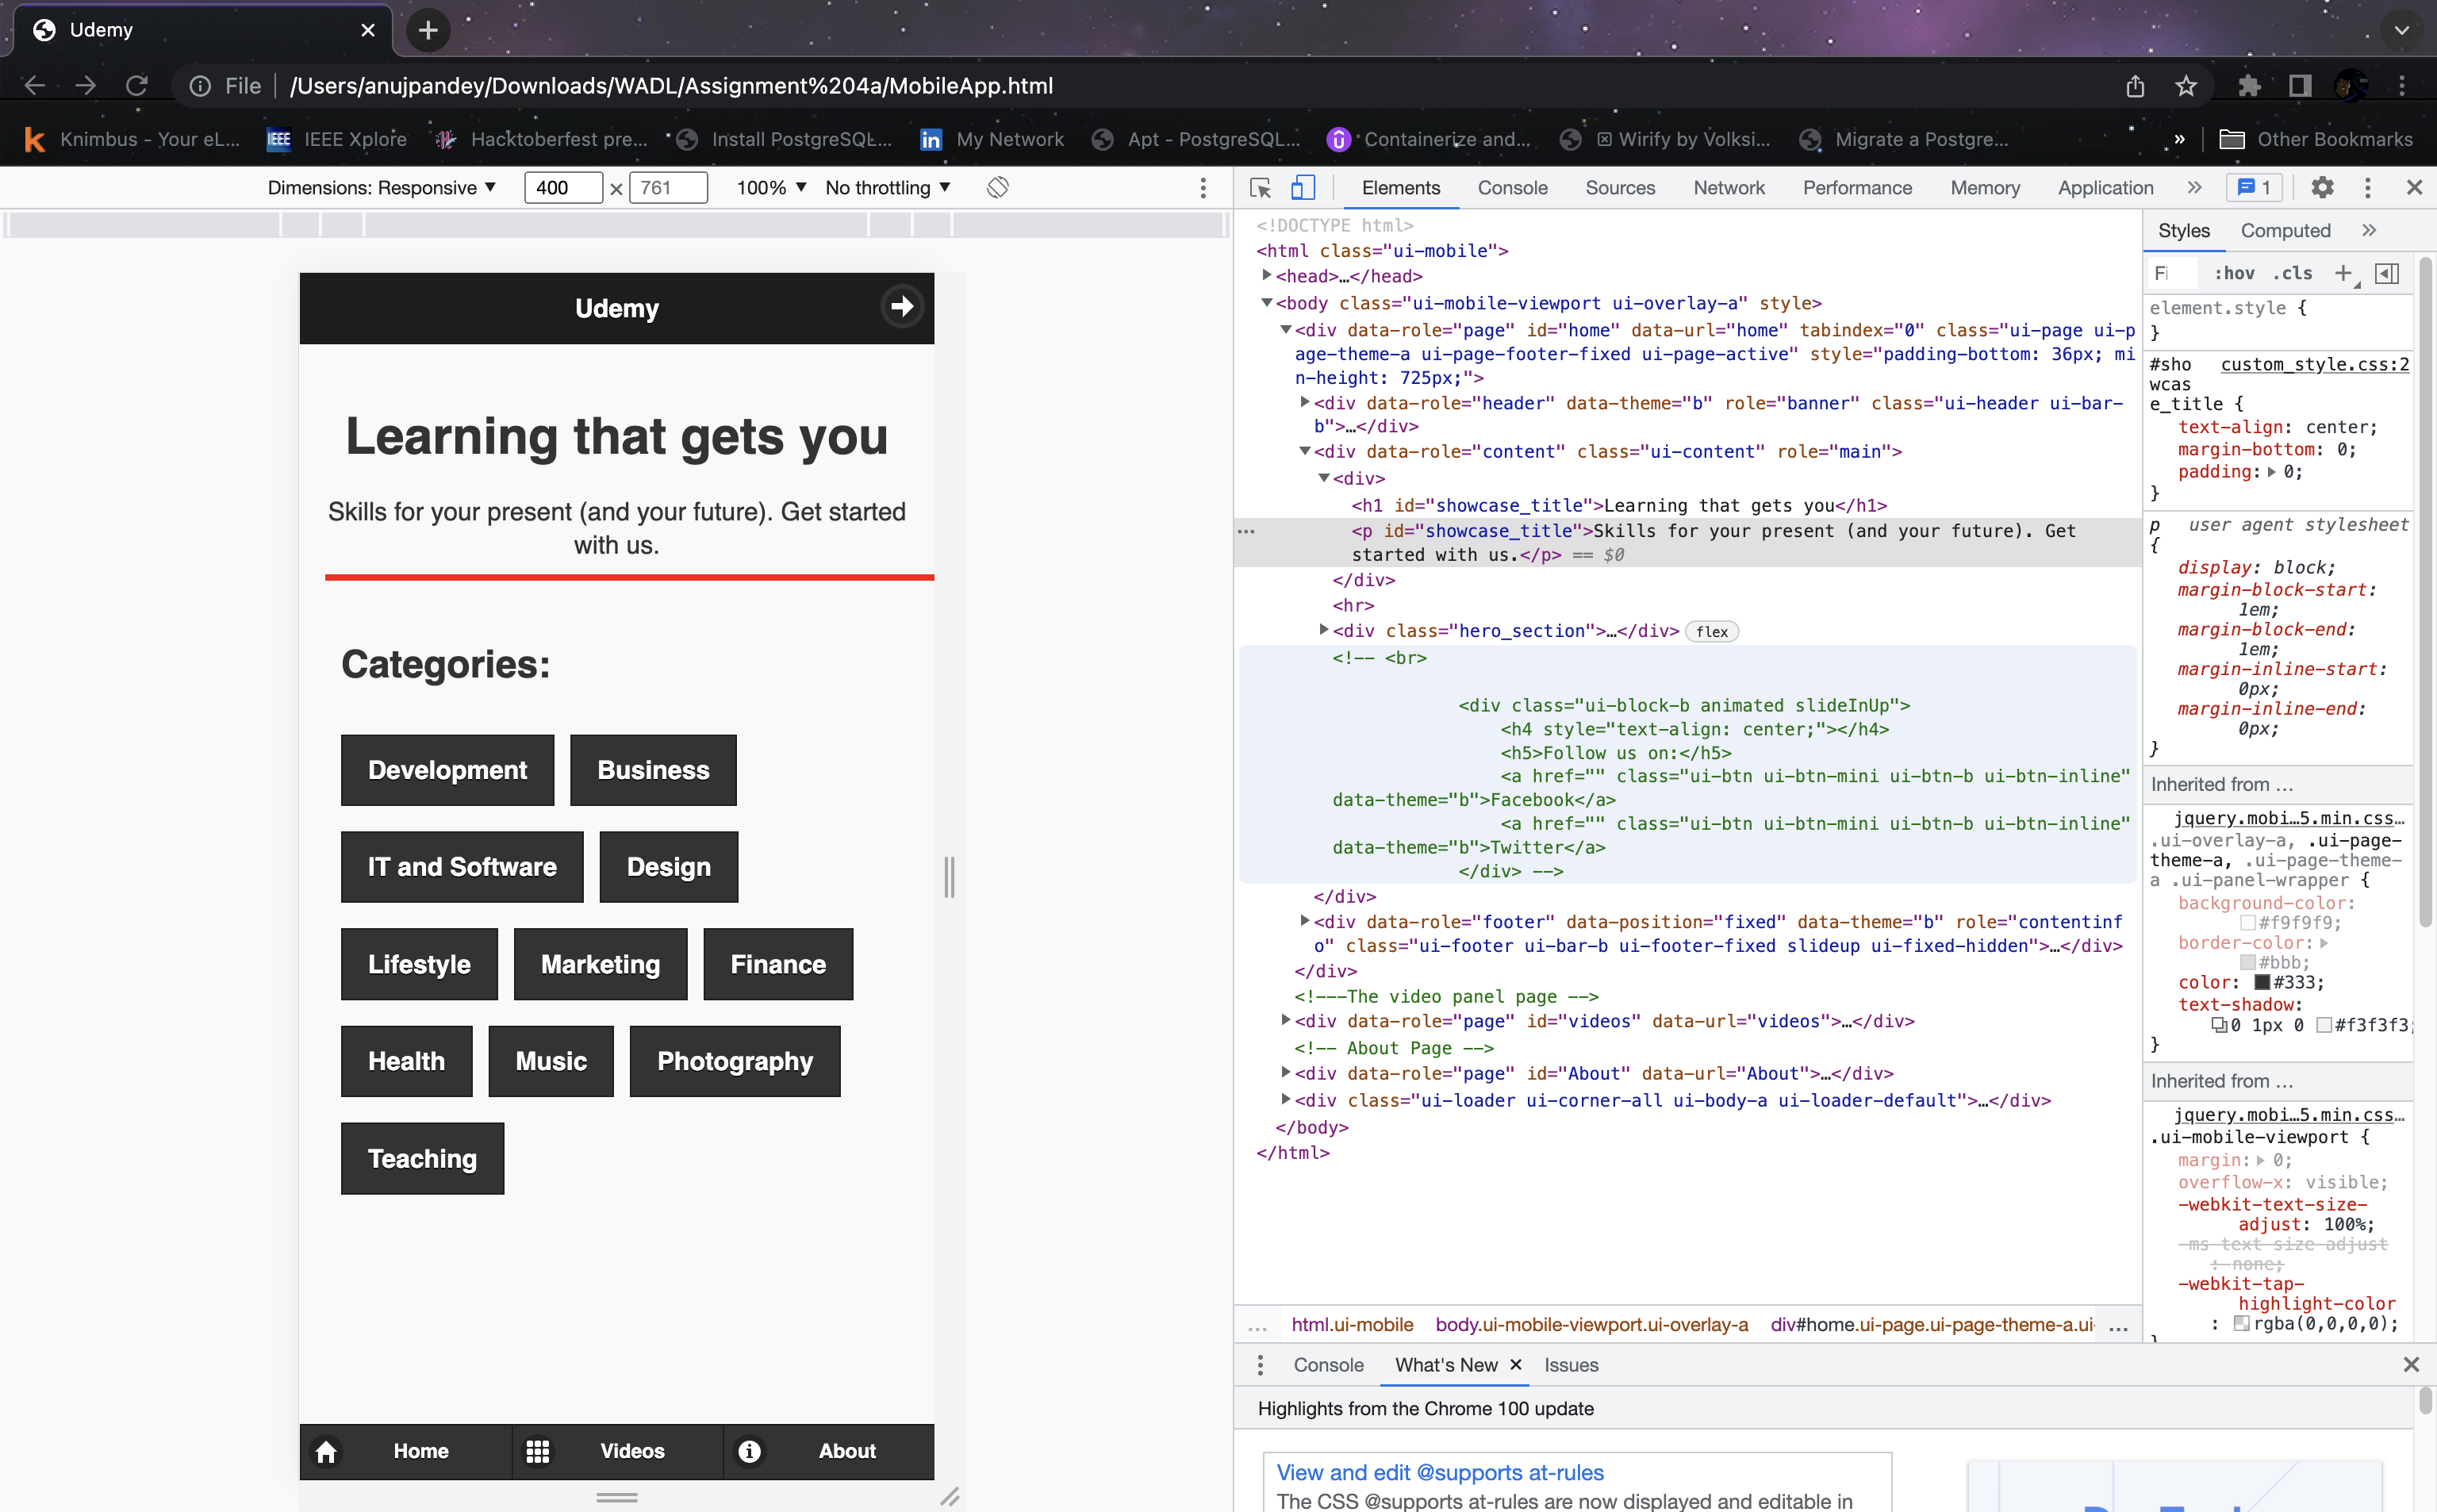 Udemy
File
/Users/anujpandey/Downloads/WADL/Assignment%204a/MobileApp.html
Knimbus - Your eL...
IEEE
IEEE Xplore
Hacktoberfest pre...
Install PostgreSQL...
in
My Network
Apt - PostgreSQL...
Containerize and...
Wirify by Volksi...
Migrate a Postgre...
»
Other Bookmarks
Dimensions: Responsive ▼
400
×
761
100% ▼
No throttling ▼
Udemy
Learning that gets you
Skills for your present (and your future). Get started
with us.
Categories:
Development
Business
IT and Software
Design
Lifestyle
Marketing
Finance
Health
Music
Photography
Teaching
Home
Videos
About
Elements
Console
Sources
Network
Performance
Memory
Application
»
1
<!DOCTYPE html>
<html class="ui-mobile">
<head>…</head>
<body class="ui-mobile-viewport ui-overlay-a" style>
<div data-role="page" id="home" data-url="home" tabindex="0" class="ui-page ui-p
age-theme-a ui-page-footer-fixed ui-page-active" style="padding-bottom: 36px; mi
n-height: 725px;">
<div data-role="header" data-theme="b" role="banner" class="ui-header ui-bar-
b">…</div>
<div data-role="content" class="ui-content" role="main">
<div>
<h1 id="showcase_title">Learning that gets you</h1>
<p id="showcase_title">Skills for your present (and your future). Get
started with us.</p> == $0
</div>
<hr>
<div class="hero_section">…</div> flex
<!-- <br>
<div class="ui-block-b animated slideInUp">
<h4 style="text-align: center;"></h4>
<h5>Follow us on:</h5>
<a href="" class="ui-btn ui-btn-mini ui-btn-b ui-btn-inline"
data-theme="b">Facebook</a>
<a href="" class="ui-btn ui-btn-mini ui-btn-b ui-btn-inline"
data-theme="b">Twitter</a>
</div> -->
</div>
<div data-role="footer" data-position="fixed" data-theme="b" role="contentinf
o" class="ui-footer ui-bar-b ui-footer-fixed slideup ui-fixed-hidden">…</div>
</div>
<!---The video panel page -->
<div data-role="page" id="videos" data-url="videos">…</div>
<!-- About Page -->
<div data-role="page" id="About" data-url="About">…</div>
<div class="ui-loader ui-corner-all ui-body-a ui-loader-default">…</div>
</body>
</html>
...
html.ui-mobile
body.ui-mobile-viewport.ui-overlay-a
div#home.ui-page.ui-page-theme-a.ui-
...
Styles
Computed
»
Fi
:hov
.cls
+
element.style {
}
#sho custom_style.css:2
wcas
e_title {
text-align: center;
margin-bottom: 0;
padding: 0;
}
p user agent stylesheet
{
display: block;
margin-block-start:
1em;
margin-block-end:
1em;
margin-inline-start:
0px;
margin-inline-end:
0px;
}
Inherited from …
jquery.mobi…5.min.css…
.ui-overlay-a, .ui-page-
theme-a, .ui-page-theme-
a .ui-panel-wrapper {
background-color:
#f9f9f9;
border-color:
#bbb;
color: #333;
text-shadow:
0 1px 0 #f3f3f3;
}
Inherited from …
jquery.mobi…5.min.css…
.ui-mobile-viewport {
margin: 0;
overflow-x: visible;
-webkit-text-size-
adjust: 100%;
-ms-text-size-adjust
: none;
-webkit-tap-
highlight-color
: rgba(0,0,0,0);
}
Console
What's New
Issues
Highlights from the Chrome 100 update
View and edit @supports at-rules
The CSS @supports at-rules are now displayed and editable in